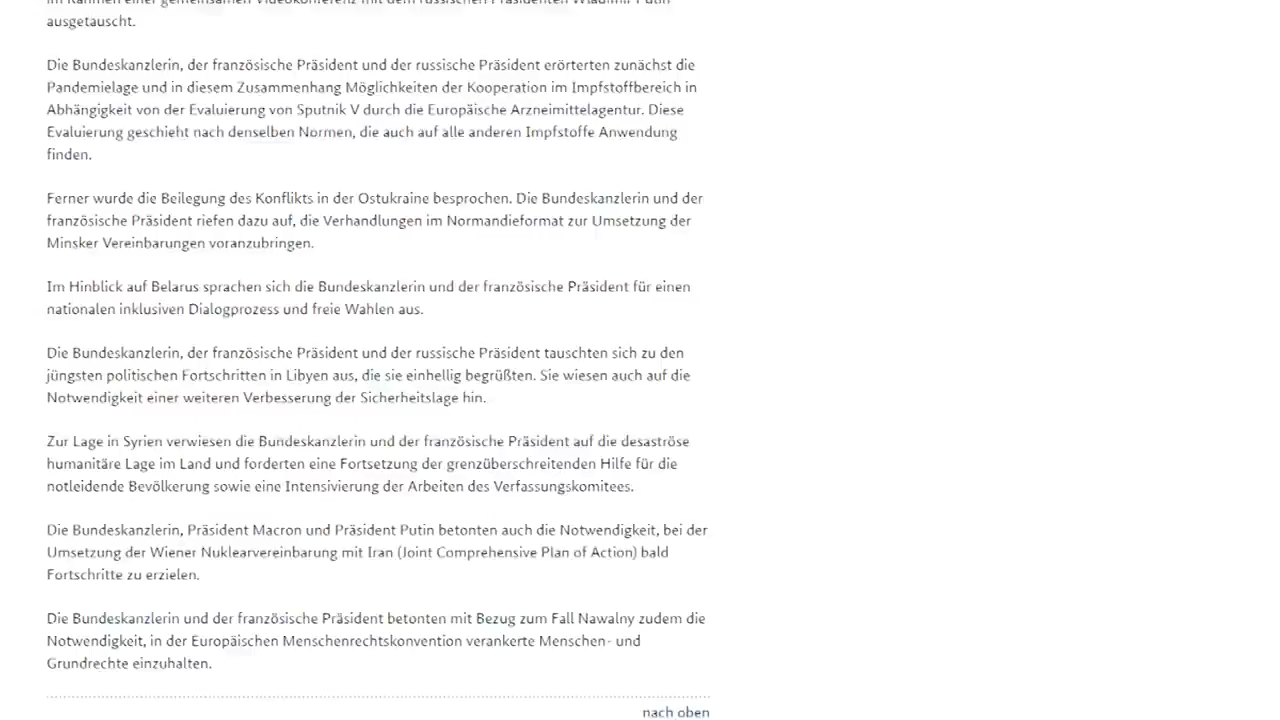 im Rahmen einer gemeinsamen Videokonferenz mit dem russischen Präsidenten Wladimir Putin
ausgetauscht.
Die Bundeskanzlerin, der französische Präsident und der russische Präsident erörterten zunächst die
Pandemielage und in diesem Zusammenhang Möglichkeiten der Kooperation im Impfstoffbereich in
Abhängigkeit von der Evaluierung von Sputnik V durch die Europäische Arzneimittelagentur. Diese
Evaluierung geschieht nach denselben Normen, die auch auf alle anderen Impfstoffe Anwendung
finden.
Ferner wurde die Beilegung des Konflikts in der Ostukraine besprochen. Die Bundeskanzlerin und der
französische Präsident riefen dazu auf, die Verhandlungen im Normandieformat zur Umsetzung der
Minsker Vereinbarungen voranzubringen.
Im Hinblick auf Belarus sprachen sich die Bundeskanzlerin und der französische Präsident für einen
nationalen inklusiven Dialogprozess und freie Wahlen aus.
Die Bundeskanzlerin, der französische Präsident und der russische Präsident tauschten sich zu den
jüngsten politischen Fortschritten in Libyen aus, die sie einhellig begrüßten. Sie wiesen auch auf die
Notwendigkeit einer weiteren Verbesserung der Sicherheitslage hin.
Zur Lage in Syrien verwiesen die Bundeskanzlerin und der französische Präsident auf die desaströse
humanitäre Lage im Land und forderten eine Fortsetzung der grenzüberschreitenden Hilfe für die
notleidende Bevölkerung sowie eine Intensivierung der Arbeiten des Verfassungskomitees.
Die Bundeskanzlerin, Präsident Macron und Präsident Putin betonten auch die Notwendigkeit, bei der
Umsetzung der Wiener Nuklearvereinbarung mit Iran (Joint Comprehensive Plan of Action) bald
Fortschritte zu erzielen.
Die Bundeskanzlerin und der französische Präsident betonten mit Bezug zum Fall Nawalny zudem die
Notwendigkeit, in der Europäischen Menschenrechtskonvention verankerte Menschen- und
Grundrechte einzuhalten.
nach oben